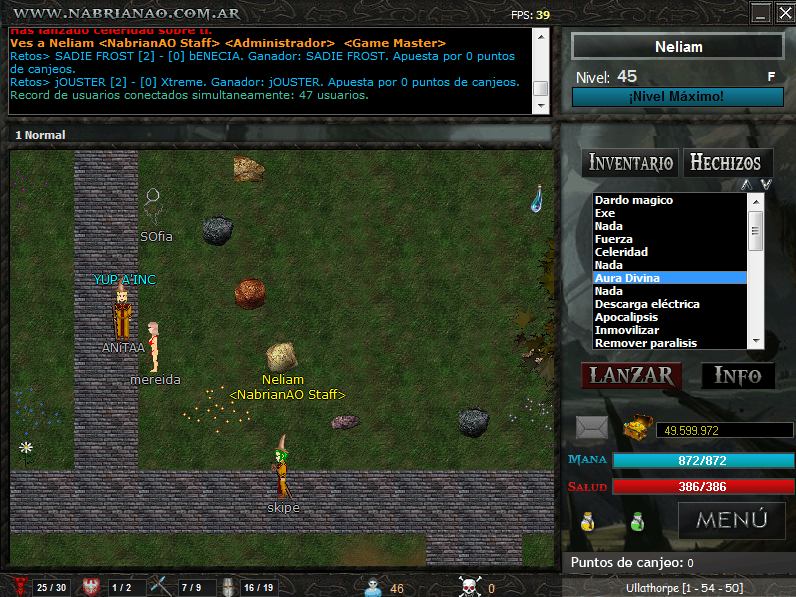 WWW.NABRIANAO.COM.AR
FPS: 39
Has lanzado celeridad sobre ti.
Ves a Neliam <NabrianAO Staff> <Administrador> <Game Master>
Retos> SADIE FROST [2] - [0] bENECIA. Ganador: SADIE FROST. Apuesta por 0 puntos
de canjeos.
Retos> jOUSTER [2] - [0] Xtreme. Ganador: jOUSTER. Apuesta por 0 puntos de canjeos.
Record de usuarios conectados simultaneamente: 47 usuarios.
Neliam
Nivel: 45
F
¡Nivel Máximo!
1 Normal
SOfia
YUP A'INC
ANiTAA
mereida
Neliam
<NabrianAO Staff>
skipe
INVENTARIO
HECHIZOS
Dardo magico
Exe
Nada
Fuerza
Celeridad
Nada
Aura Divina
Nada
Descarga eléctrica
Apocalipsis
Inmovilizar
Remover paralisis
LANZAR
INFO
49.599.972
MANA
872/872
SALUD
386/386
MENÚ
Puntos de canjeo: 0
25 / 30
1 / 2
7 / 9
16 / 19
46
0
Ullathorpe [1 - 54 - 50]